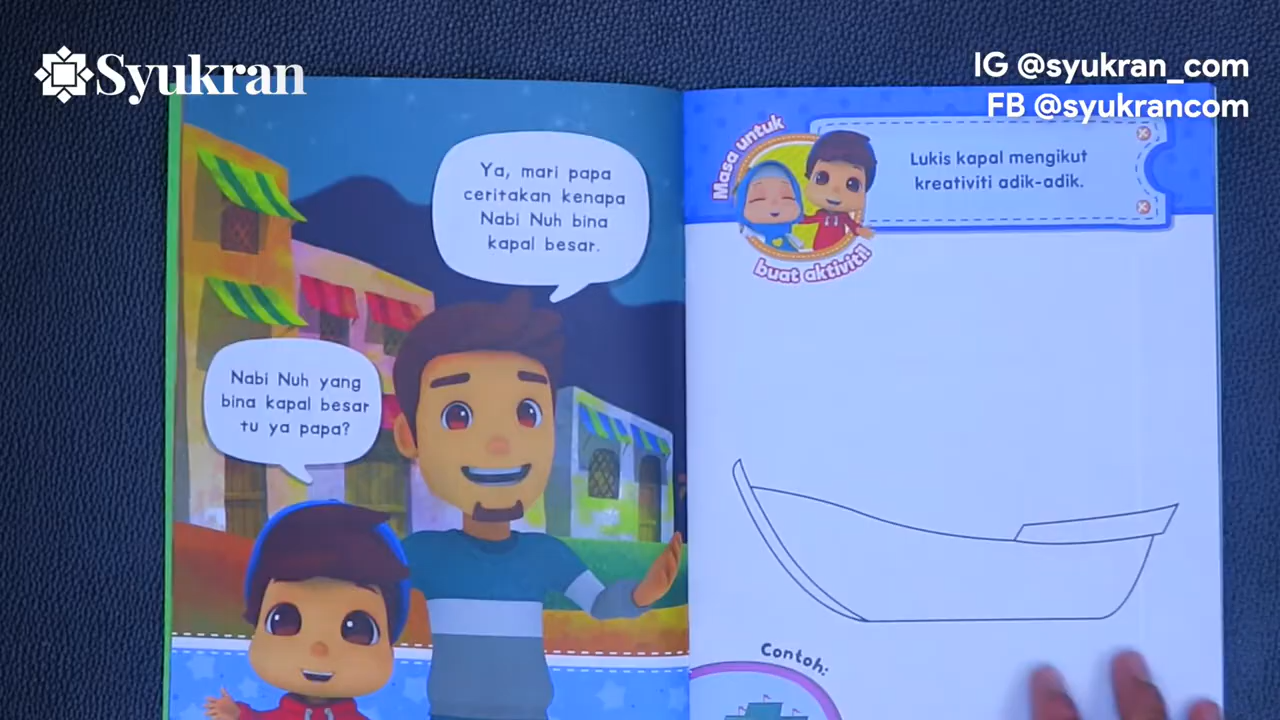 Syukran
IG @syukran_com
FB @syukrancom
Ya, mari papa
ceritakan kenapa
Nabi Nuh bina
kapal besar.
Nabi Nuh yang
bina kapal besar
tu ya papa?
Masa untuk
buat aktiviti!
Lukis kapal mengikut
kreativiti adik-adik.
Contoh: